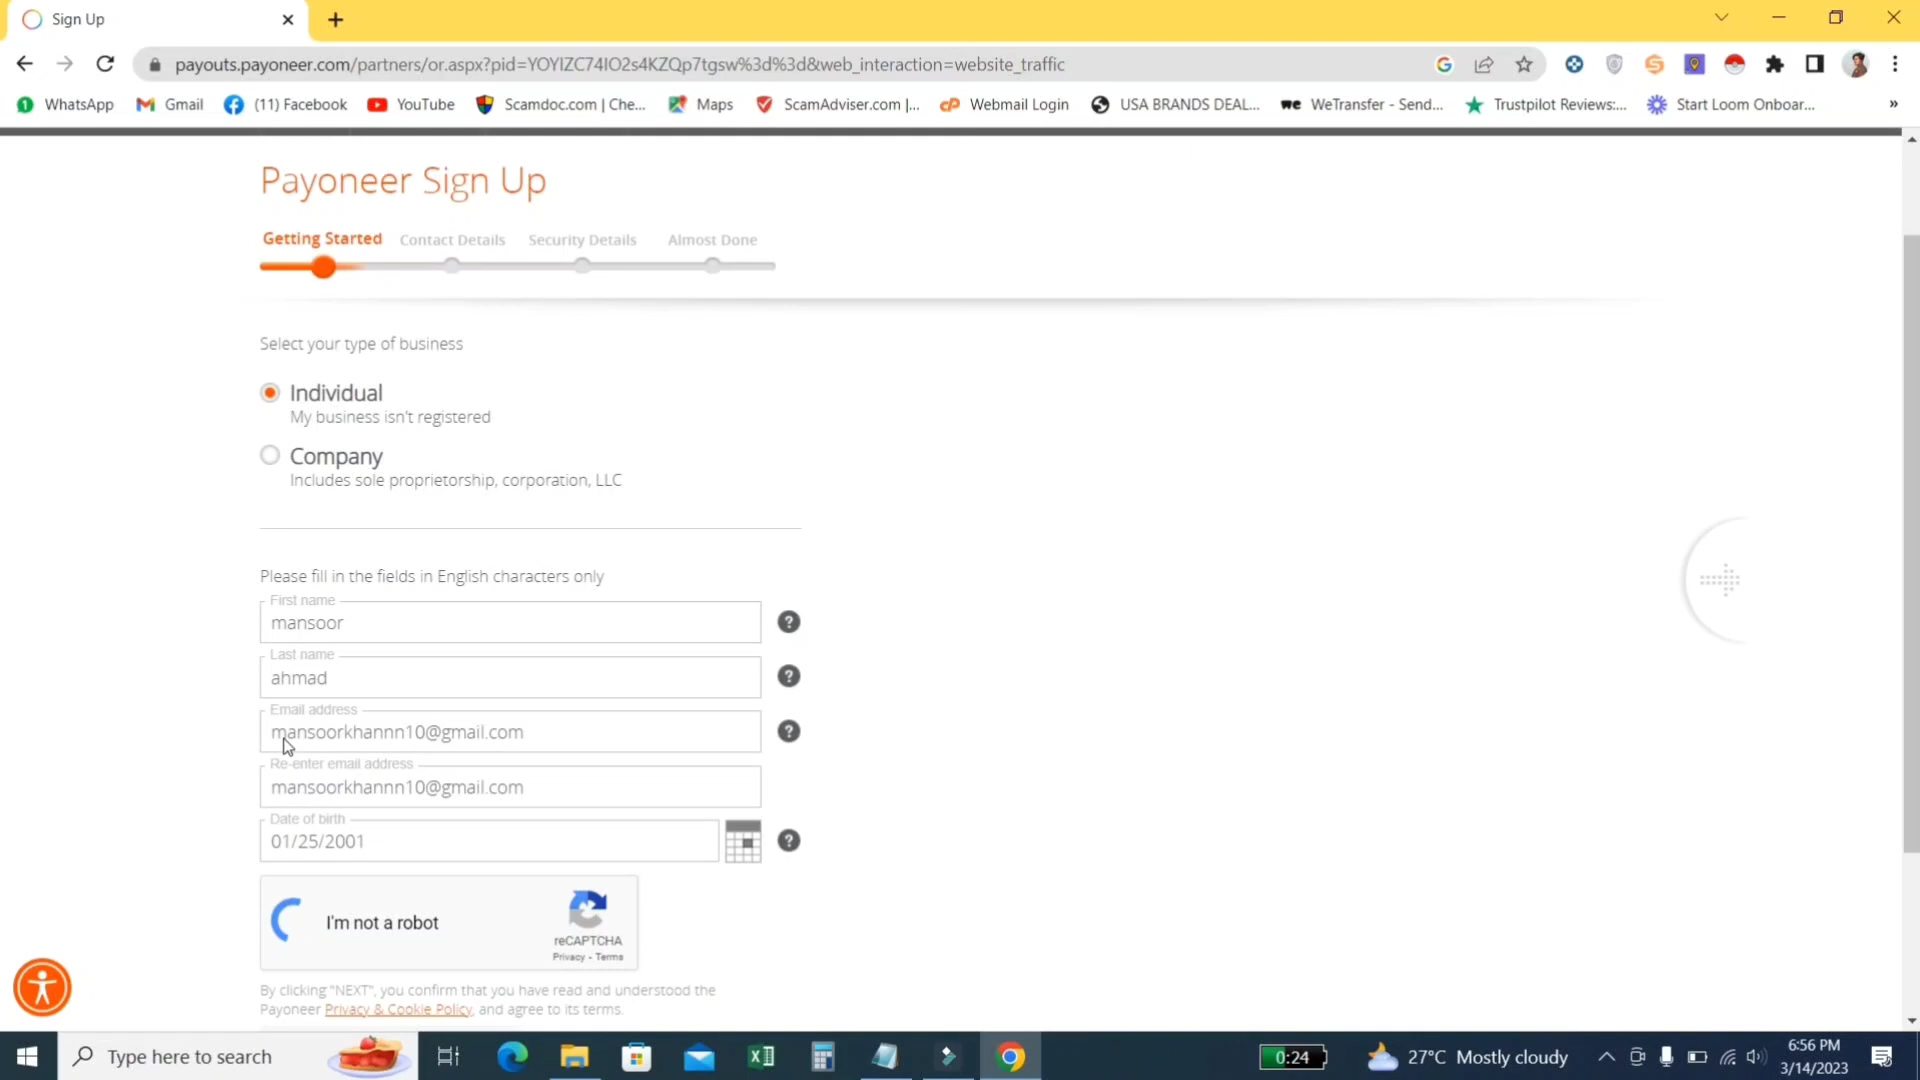 Sign Up
payouts.payoneer.com/partners/or.aspx?pid=YOYIZC74IO2s4KZQp7tgsw%3d%3d&web_interaction=website_traffic
WhatsApp Gmail (11) Facebook YouTube Scamdoc.com | Che... Maps ScamAdviser.com |... Webmail Login USA BRANDS DEAL... WeTransfer - Send... Trustpilot Reviews:... Start Loom Onboar... »
Payoneer Sign Up
Getting Started Contact Details Security Details Almost Done
Select your type of business
Individual
My business isn't registered
Company
Includes sole proprietorship, corporation, LLC
Please fill in the fields in English characters only
First name
mansoor
Last name
ahmad
Email address
mansoorkhannn10@gmail.com
Re-enter email address
mansoorkhannn10@gmail.com
Date of birth
01/25/2001
I'm not a robot
reCAPTCHA
Privacy - Terms
By clicking "NEXT", you confirm that you have read and understood the
Payoneer Privacy & Cookie Policy, and agree to its terms.
Type here to search
0:24
27°C Mostly cloudy
6:56 PM
3/14/2023